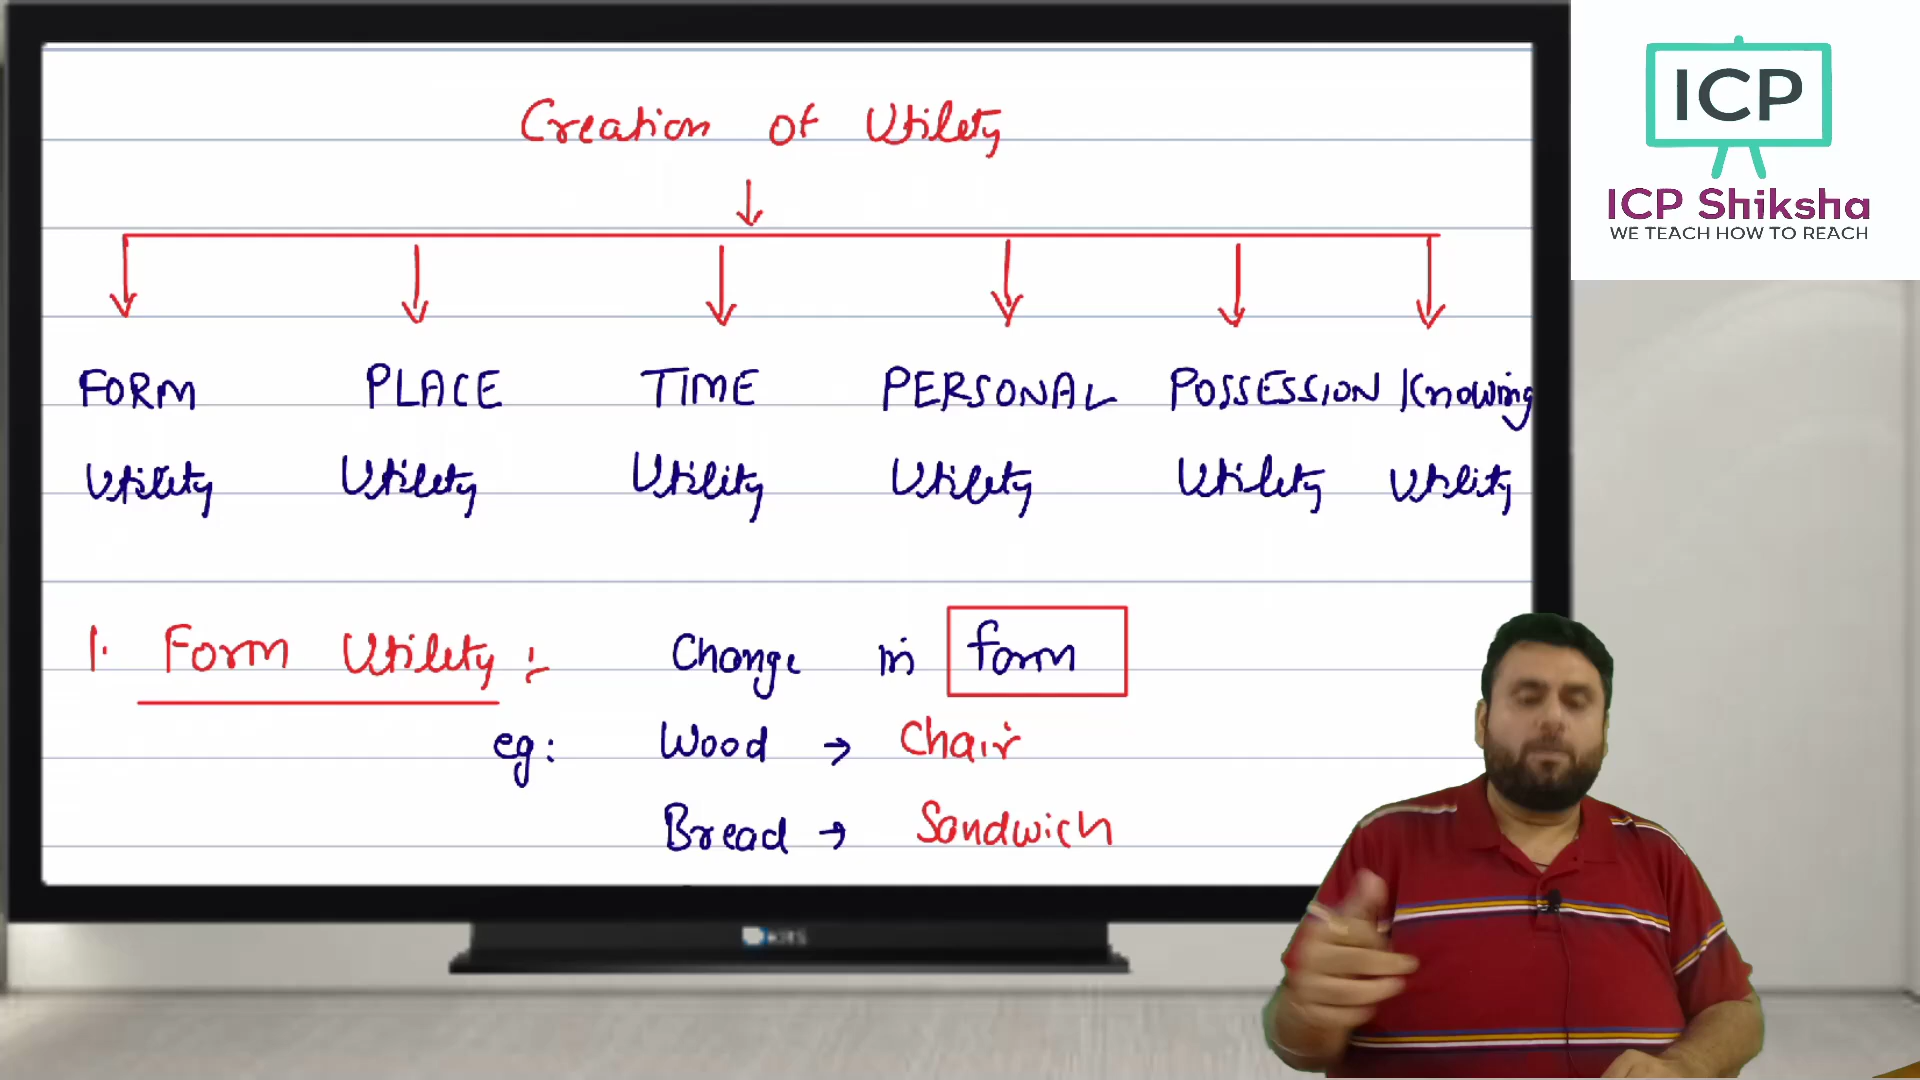 Creation of Utility
FORM PLACE TIME PERSONAL POSSESSION Knowing
Utility Utility Utility Utility Utility Utility
1. Form Utility :- Change in form
eg: Wood → Chair
Bread → Sandwich
ICP
ICP Shiksha
WE TEACH HOW TO REACH